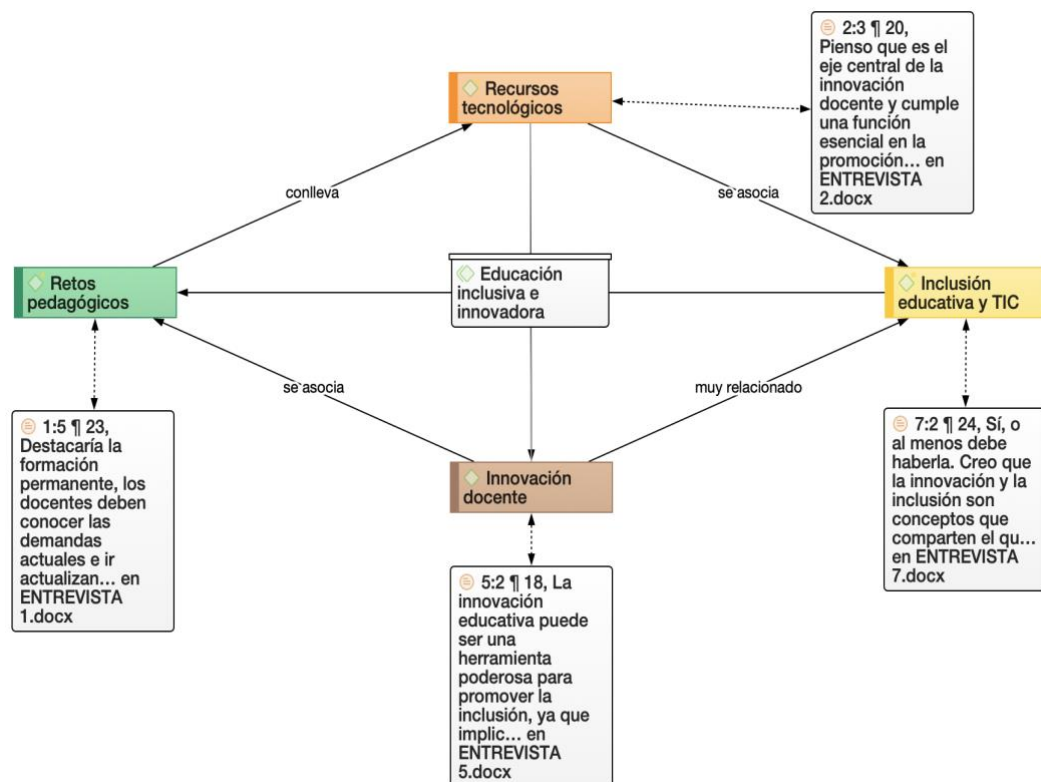 2:3 ¶ 20,
Pienso que es el
eje central de la
innovación
docente y cumple
una función
esencial en la
promoción… en
ENTREVISTA
2.docx
Recursos
tecnológicos
conlleva
se asocia
Retos
pedagógicos
Educación
inclusiva e
innovadora
Inclusión
educativa y TIC
se asocia
muy relacionado
1:5 ¶ 23,
Destacaría la
formación
permanente, los
docentes deben
conocer las
demandas
actuales e ir
actualizan… en
ENTREVISTA
1.docx
Innovación
docente
7:2 ¶ 24, Sí, o
al menos debe
haberla. Creo que
la innovación y la
inclusión son
conceptos que
comparten el qu…
en ENTREVISTA
7.docx
5:2 ¶ 18, La
innovación
educativa puede
ser una
herramienta
poderosa para
promover la
inclusión, ya que
implic… en
ENTREVISTA
5.docx